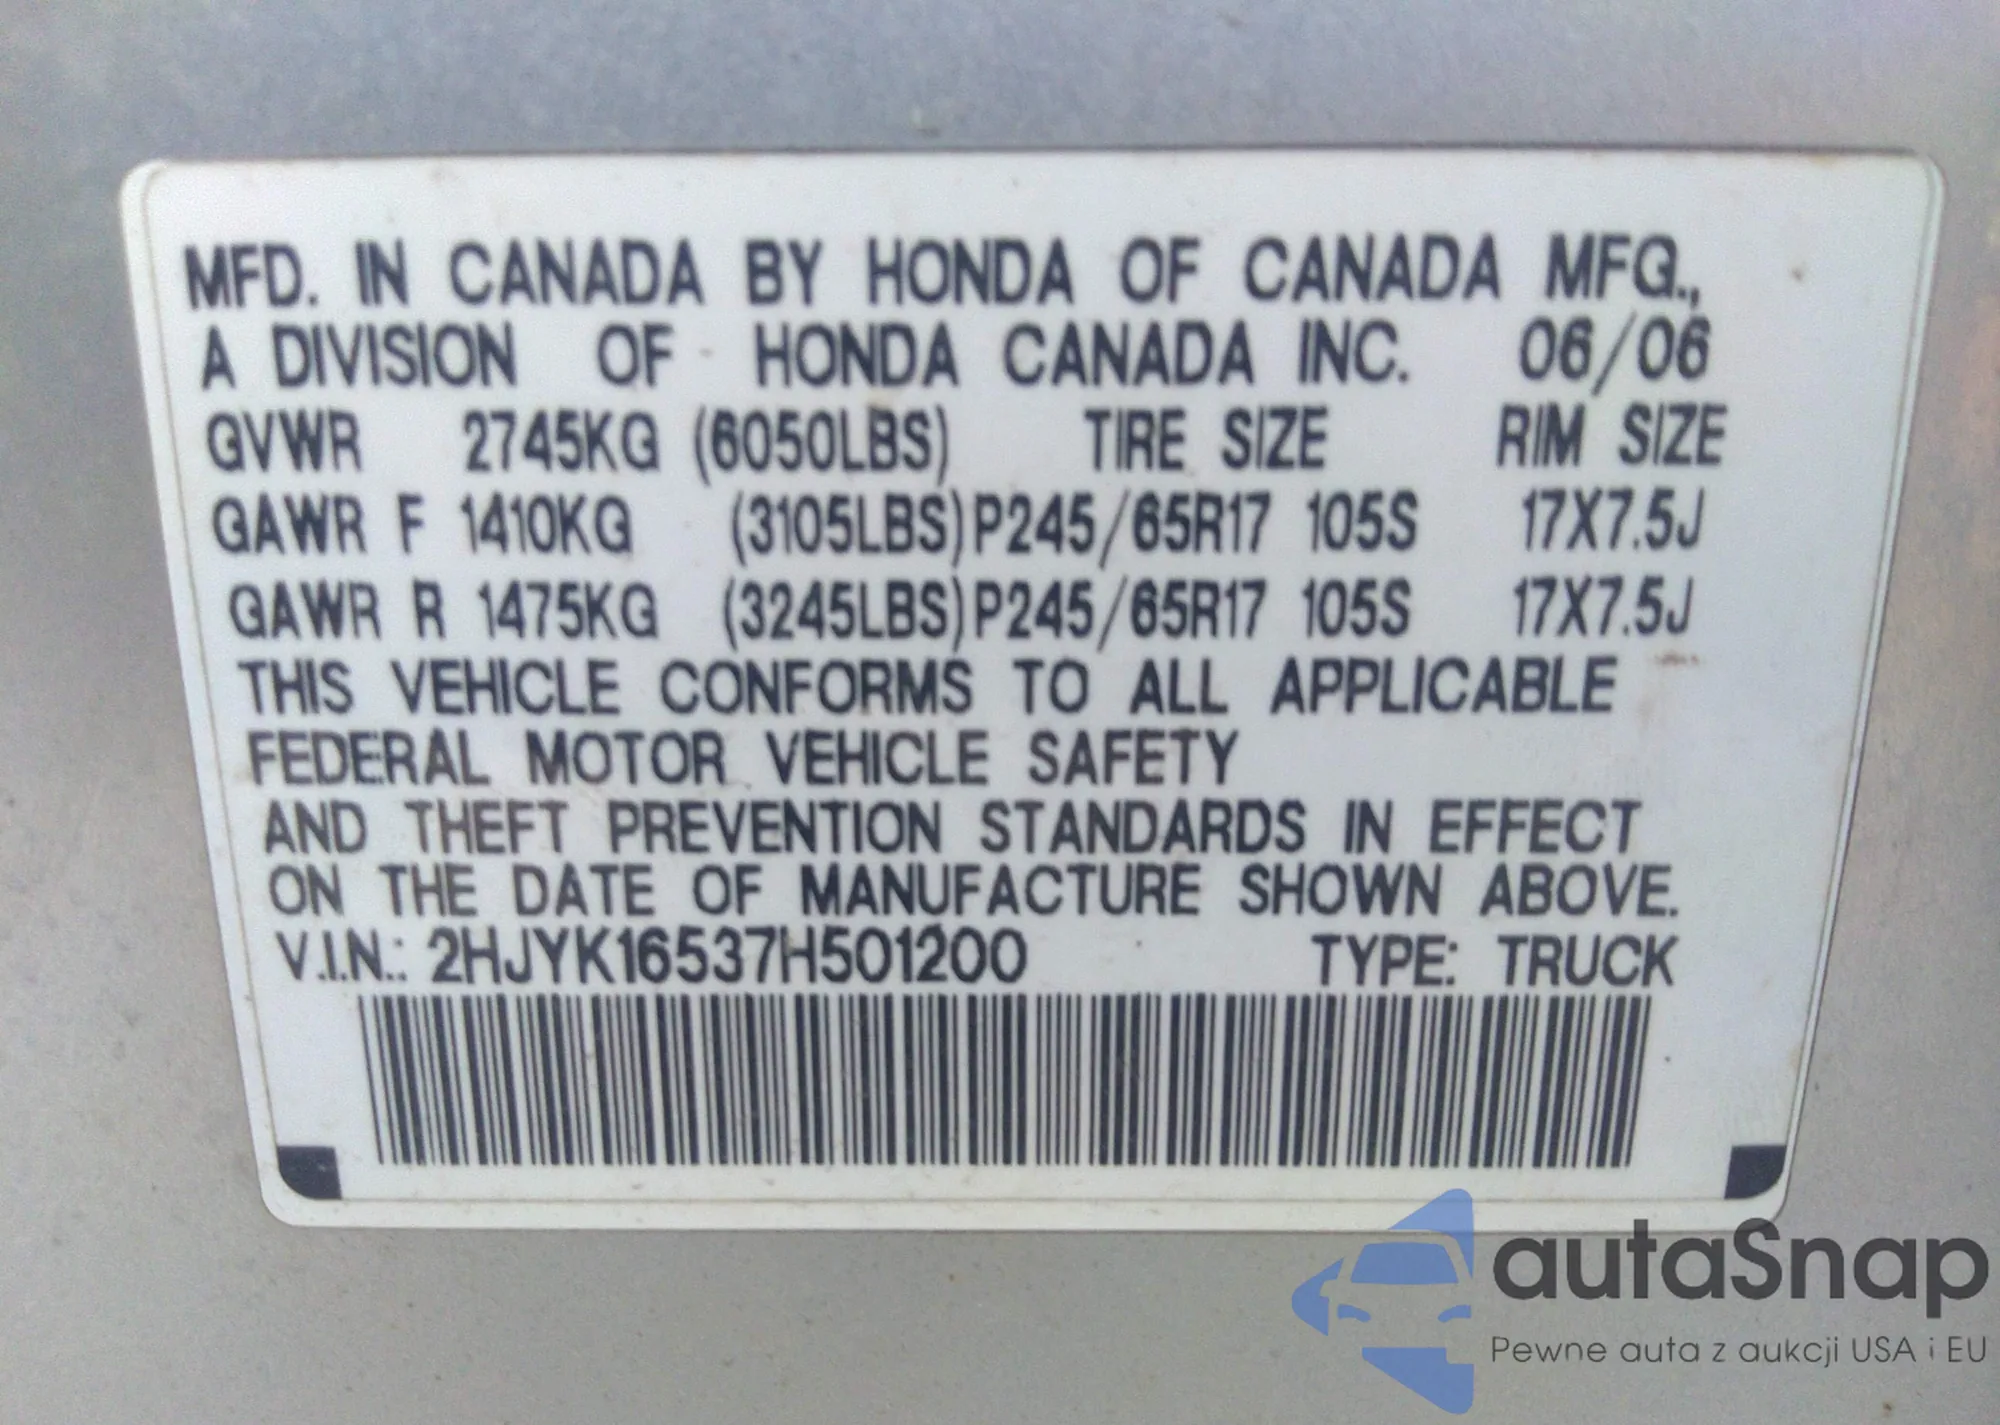 MFD. IN CANADA BY HONDA OF CANADA MFG.,
A DIVISION OF HONDA CANADA INC. 06/06
GVWR 2745KG (6050LBS) TIRE SIZE RIM SIZE
GAWR F 1410KG (3105LBS) P245/65R17 105S 17X7.5J
GAWR R 1475KG (3245LBS) P245/65R17 105S 17X7.5J
THIS VEHICLE CONFORMS TO ALL APPLICABLE
FEDERAL MOTOR VEHICLE SAFETY
AND THEFT PREVENTION STANDARDS IN EFFECT
ON THE DATE OF MANUFACTURE SHOWN ABOVE.
V.I.N.: 2HJYK16537H501200 TYPE: TRUCK
autaSnap
Pewne auta z aukcji USA i EU